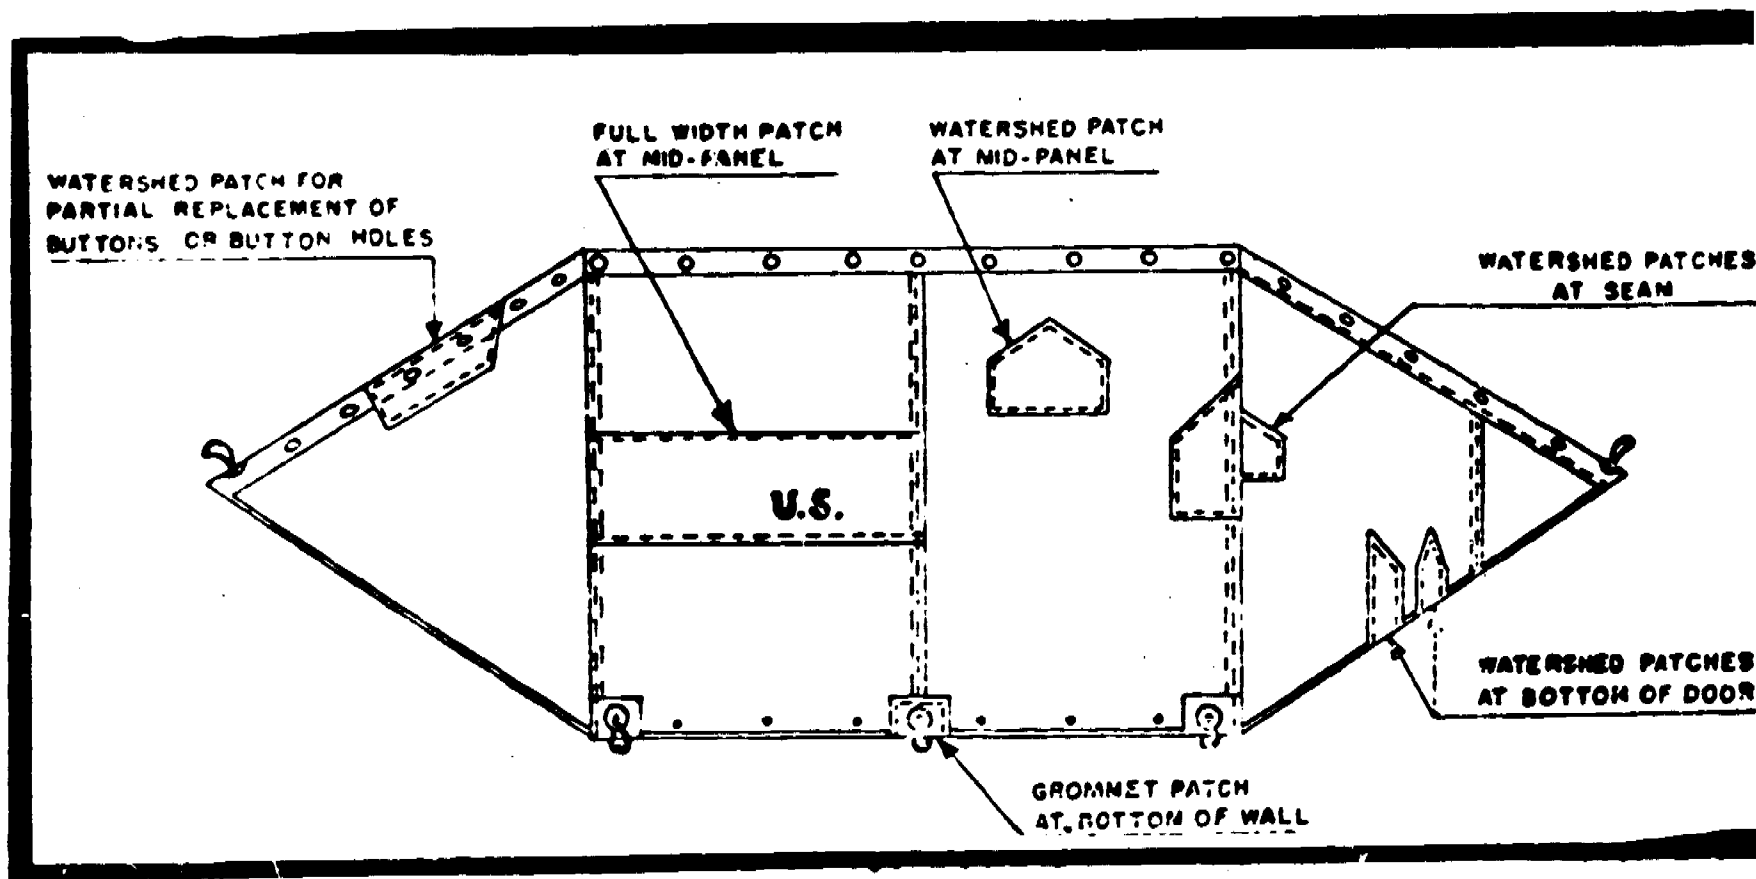 FULL WIDTH PATCH
AT MID-PANEL
WATERSHED PATCH
AT MID-PANEL
WATERSHED PATCH FOR
PARTIAL REPLACEMENT OF
BUTTONS OR BUTTON HOLES
WATERSHED PATCHES
AT SEAM
U.S.
WATERSHED PATCHES
AT BOTTOM OF DOOR
GROMMET PATCH
AT BOTTOM OF WALL